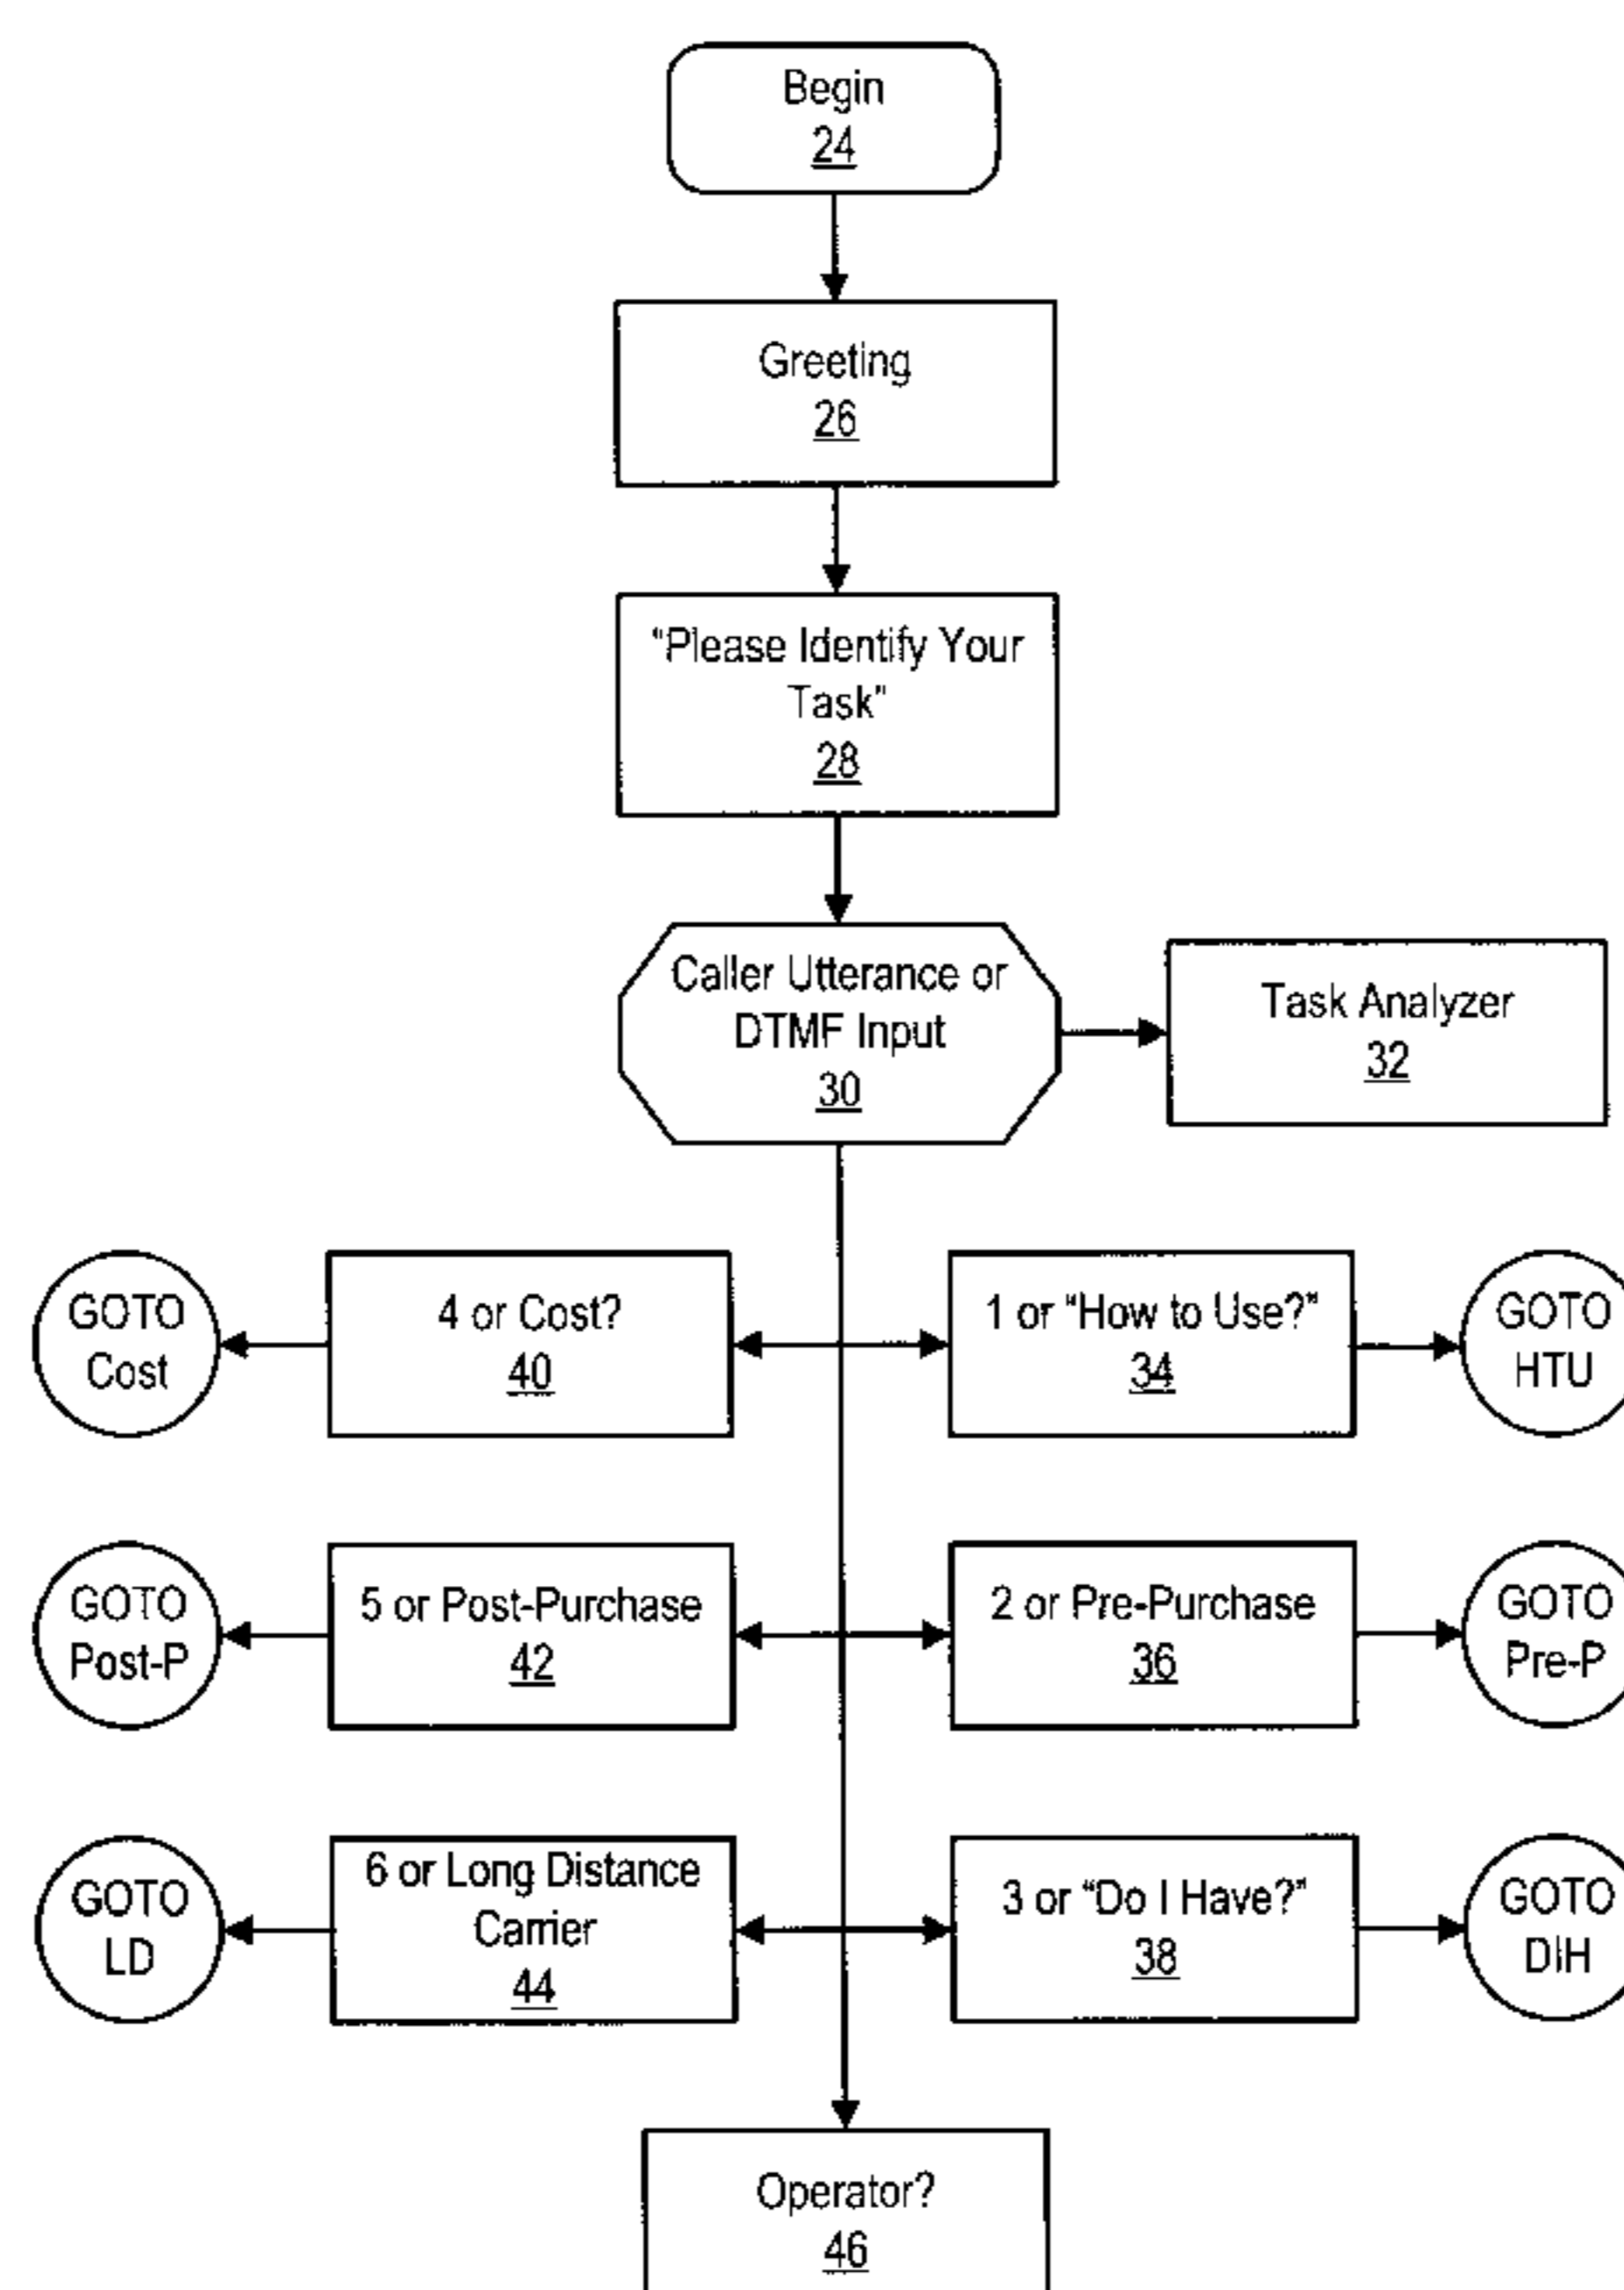 Begin
24
Greeting
26
"Please Identify Your
Task"
28
Caller Utterance or
DTMF Input
30
Task Analyzer
32
GOTO
Cost
4 or Cost?
40
1 or "How to Use?"
34
GOTO
HTU
GOTO
Post-P
5 or Post-Purchase
42
2 or Pre-Purchase
36
GOTO
Pre-P
GOTO
LD
6 or Long Distance
Carrier
44
3 or "Do I Have?"
38
GOTO
DIH
Operator?
46